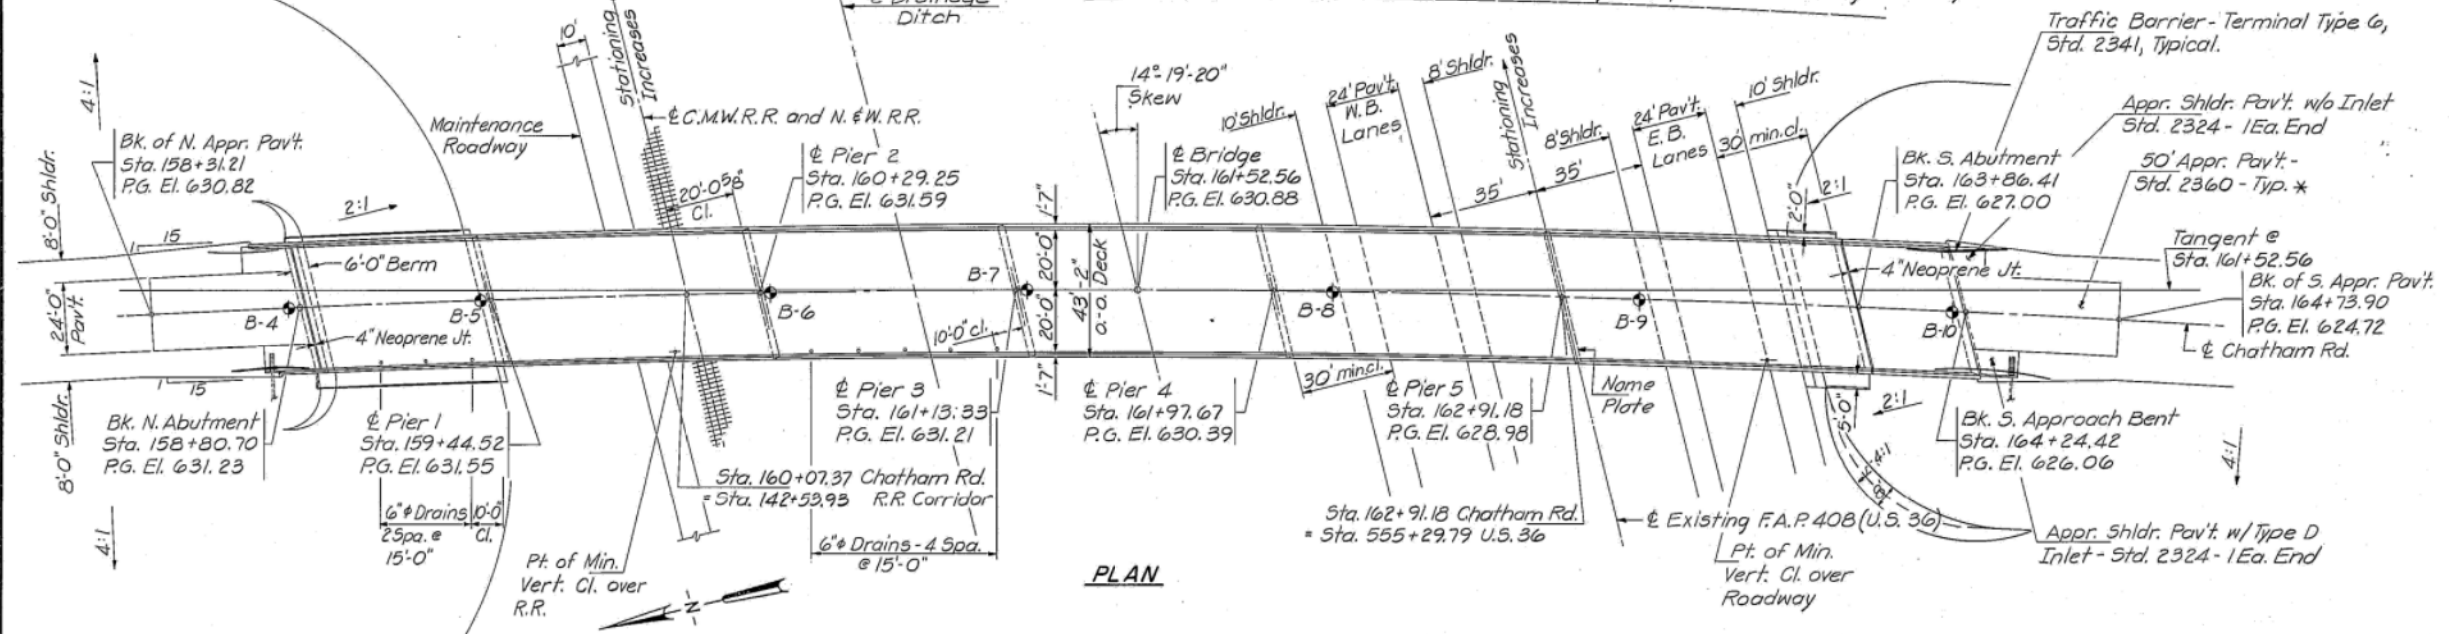 ℄ Drainage
Ditch
Traffic Barrier - Terminal Type 6,
Std. 2341, Typical.
10'
Stationing
Increases
4:1
8'-0" Shldr.
Bk. of N. Appr. Pav't.
Sta. 158+31.21
P.G. El. 630.82
Maintenance
Roadway
℄ C.M.W.R.R. and N.&W.R.R.
℄ Pier 2
Sta. 160+29.25
P.G. El. 631.59
20'-0 5/8"
Cl.
14°-19'-20"
Skew
℄ Bridge
Sta. 161+52.56
P.G. El. 630.88
10' Shldr.
24' Pav't.
W.B.
Lanes
8' Shldr.
Stationing
Increases
35'
35'
8' Shldr.
24' Pav't.
E.B.
Lanes
10' Shldr.
30' min. cl.
Appr. Shldr. Pav't. w/o Inlet
Std. 2324 - 1 Ea. End
50' Appr. Pav't. -
Std. 2360 - Typ. *
Bk. S. Abutment
Sta. 163+86.41
P.G. El. 627.00
2:1
2'-0"
2:1
15
1
6'-0" Berm
24'-0"
Pav't.
B-4
B-5
B-6
B-7
B-8
B-9
B-10
1'-7"
20'-0"
20'-0"
1'-7"
43'-2"
o.-o. Deck
10'-0" cl.
4" Neoprene Jt.
4" Neoprene Jt.
Tangent @
Sta. 161+52.56
Bk. of S. Appr. Pav't.
Sta. 164+73.90
P.G. El. 624.72
℄ Chatham Rd.
15
1
8'-0" Shldr.
4:1
Bk. N. Abutment
Sta. 158+80.70
P.G. El. 631.23
℄ Pier 1
Sta. 159+44.52
P.G. El. 631.55
℄ Pier 3
Sta. 161+13.33
P.G. El. 631.21
℄ Pier 4
Sta. 161+97.67
P.G. El. 630.39
30' min. cl.
℄ Pier 5
Sta. 162+91.18
P.G. El. 628.98
Name
Plate
5'-0"
2:1
Bk. S. Approach Bent
Sta. 164+24.42
P.G. El. 626.06
4:1
4:1
8'
6"⌀ Drains
2 Spa. @
15'-0"
10'-0"
Cl.
Sta. 160+07.37 Chatham Rd.
= Sta. 142+53.93 R.R. Corridor
6"⌀ Drains - 4 Spa.
@ 15'-0"
Sta. 162+91.18 Chatham Rd.
= Sta. 555+29.79 U.S. 36
℄ Existing F.A.P. 408 (U.S. 36)
Pt. of Min.
Vert. Cl. over
R.R.
N
PLAN
Pt. of Min.
Vert. Cl. over
Roadway
Appr. Shldr. Pav't. w/ Type D
Inlet - Std. 2324 - 1 Ea. End